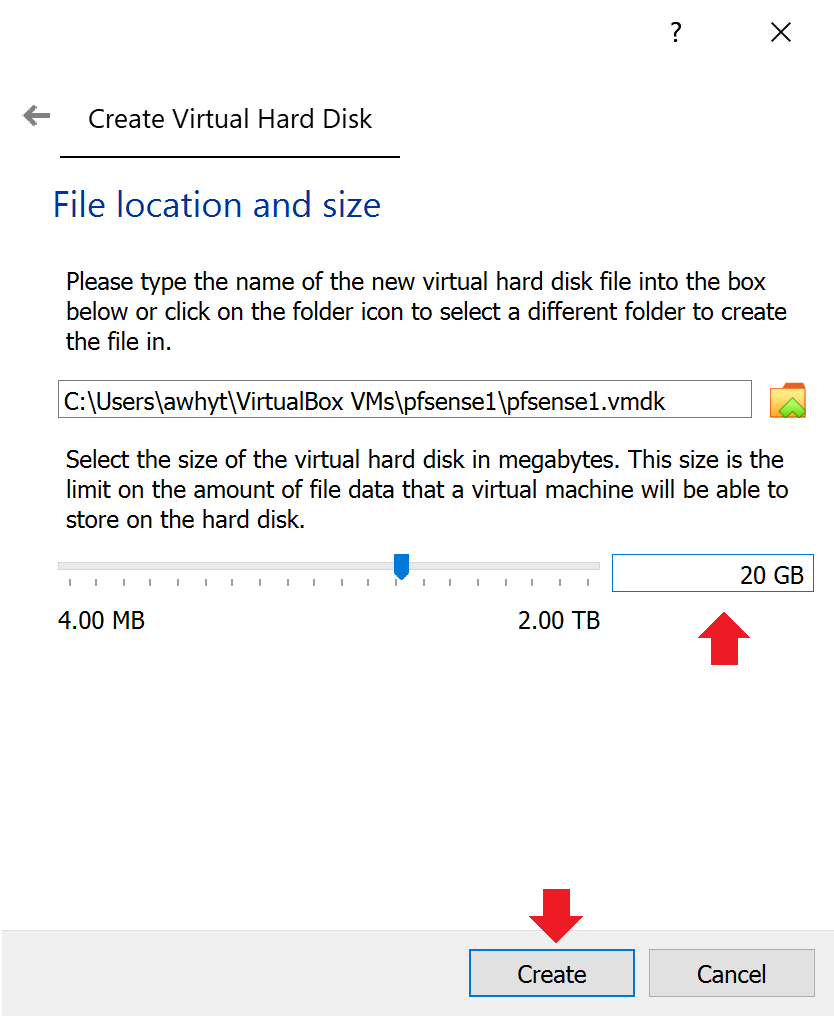 ?
Create Virtual Hard Disk
File location and size
Please type the name of the new virtual hard disk file into the box
below or click on the folder icon to select a different folder to create
the file in.
C:\Users\awhyt\VirtualBox VMs\pfsense1\pfsense1.vmdk
Select the size of the virtual hard disk in megabytes. This size is the
limit on the amount of file data that a virtual machine will be able to
store on the hard disk.
20 GB
4.00 MB 2.00 TB
Create Cancel